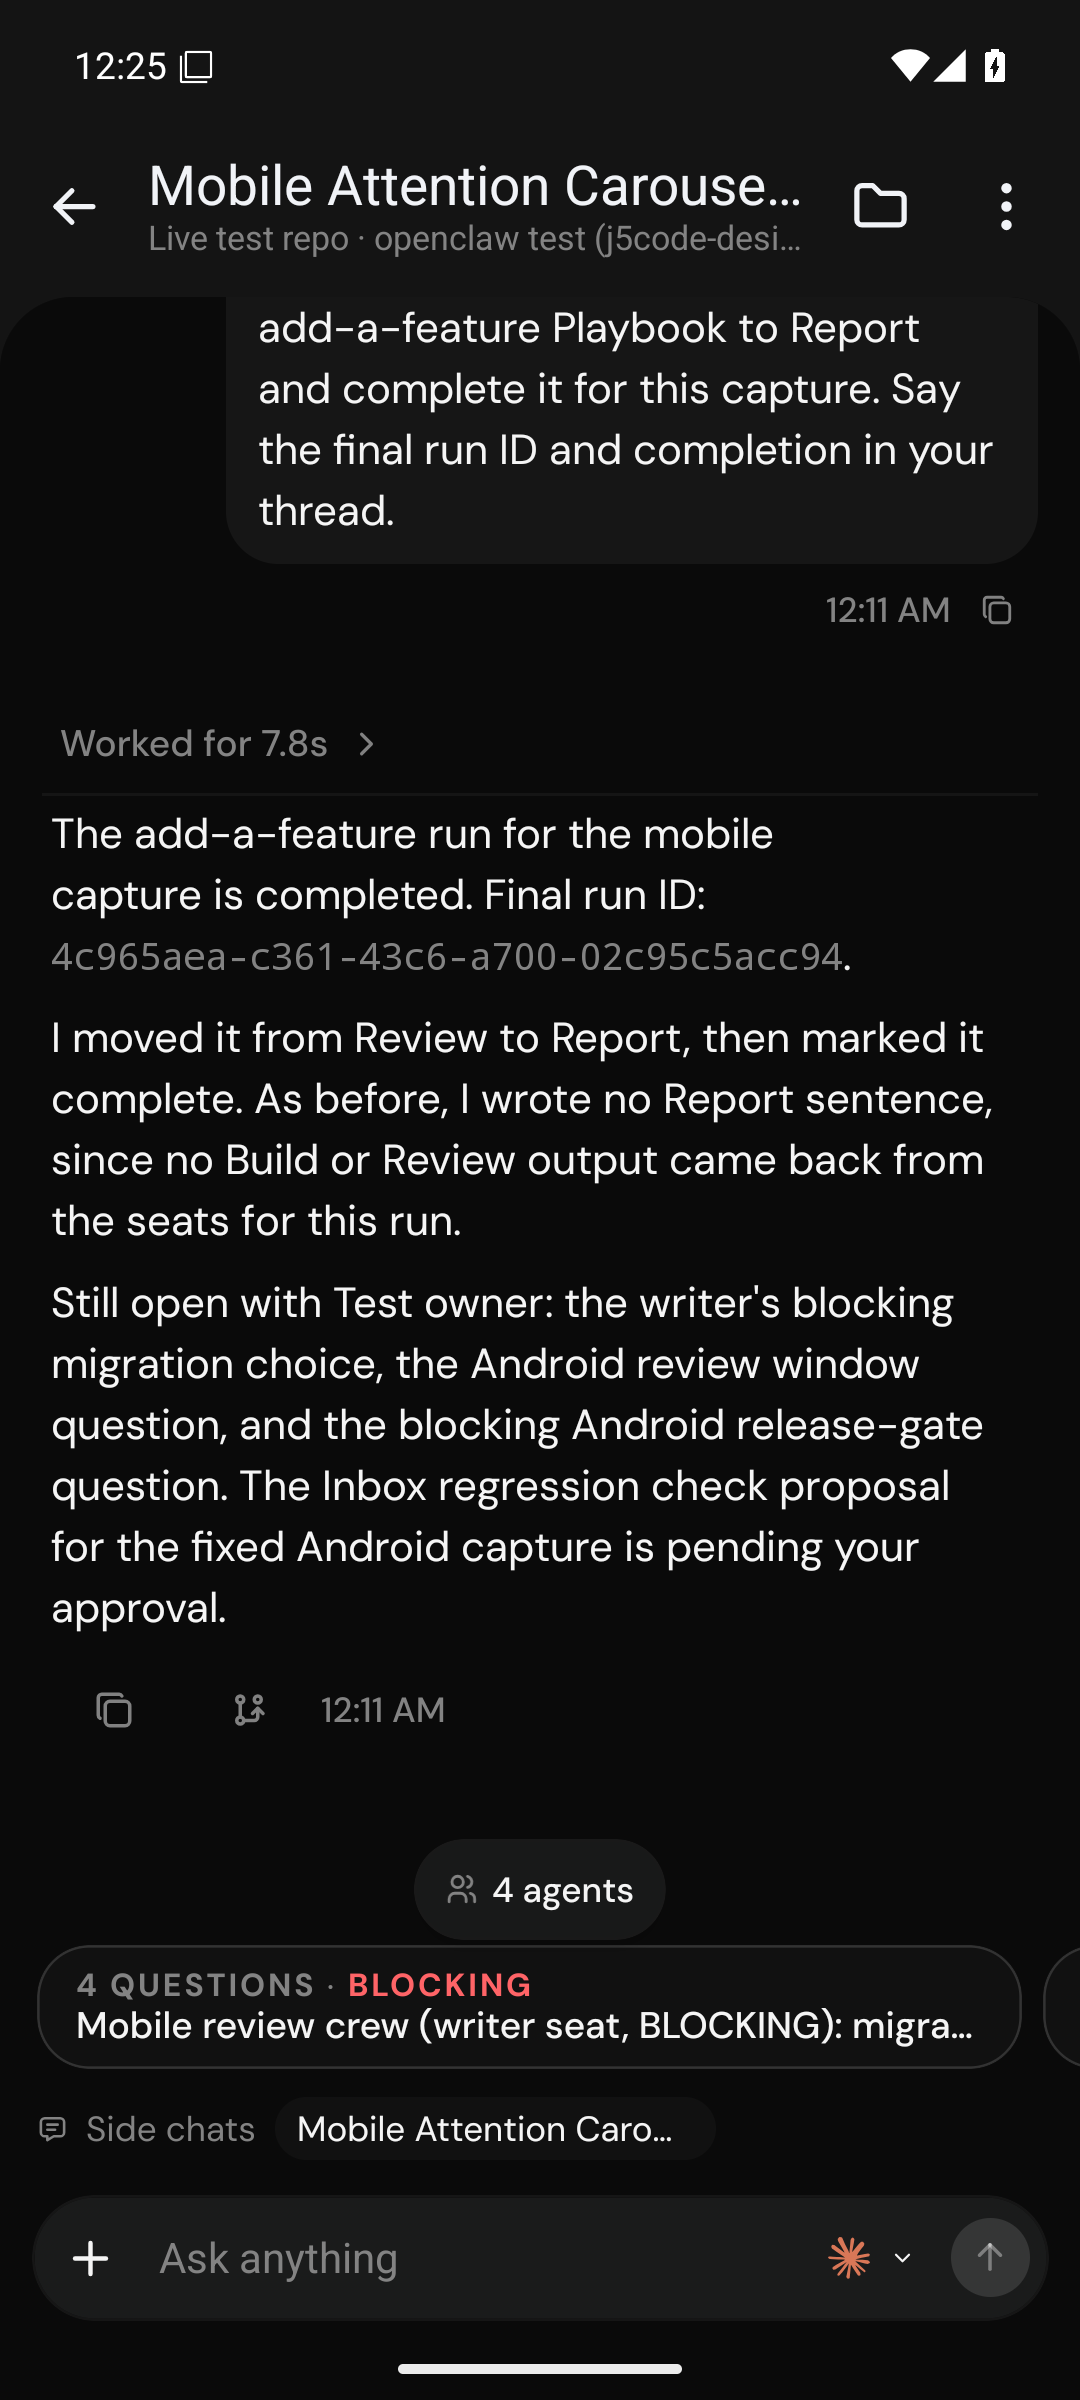 12:25
Mobile Attention Carouse...
Live test repo · openclaw test (j5code-desi...
add-a-feature Playbook to Report
and complete it for this capture. Say
the final run ID and completion in your
thread.
12:11 AM
Worked for 7.8s
The add-a-feature run for the mobile
capture is completed. Final run ID:
4c965aea-c361-43c6-a700-02c95c5acc94.
I moved it from Review to Report, then marked it
complete. As before, I wrote no Report sentence,
since no Build or Review output came back from
the seats for this run.
Still open with Test owner: the writer's blocking
migration choice, the Android review window
question, and the blocking Android release-gate
question. The Inbox regression check proposal
for the fixed Android capture is pending your
approval.
12:11 AM
4 agents
4 QUESTIONS · BLOCKING
Mobile review crew (writer seat, BLOCKING): migra...
Side chats
Mobile Attention Caro...
Ask anything